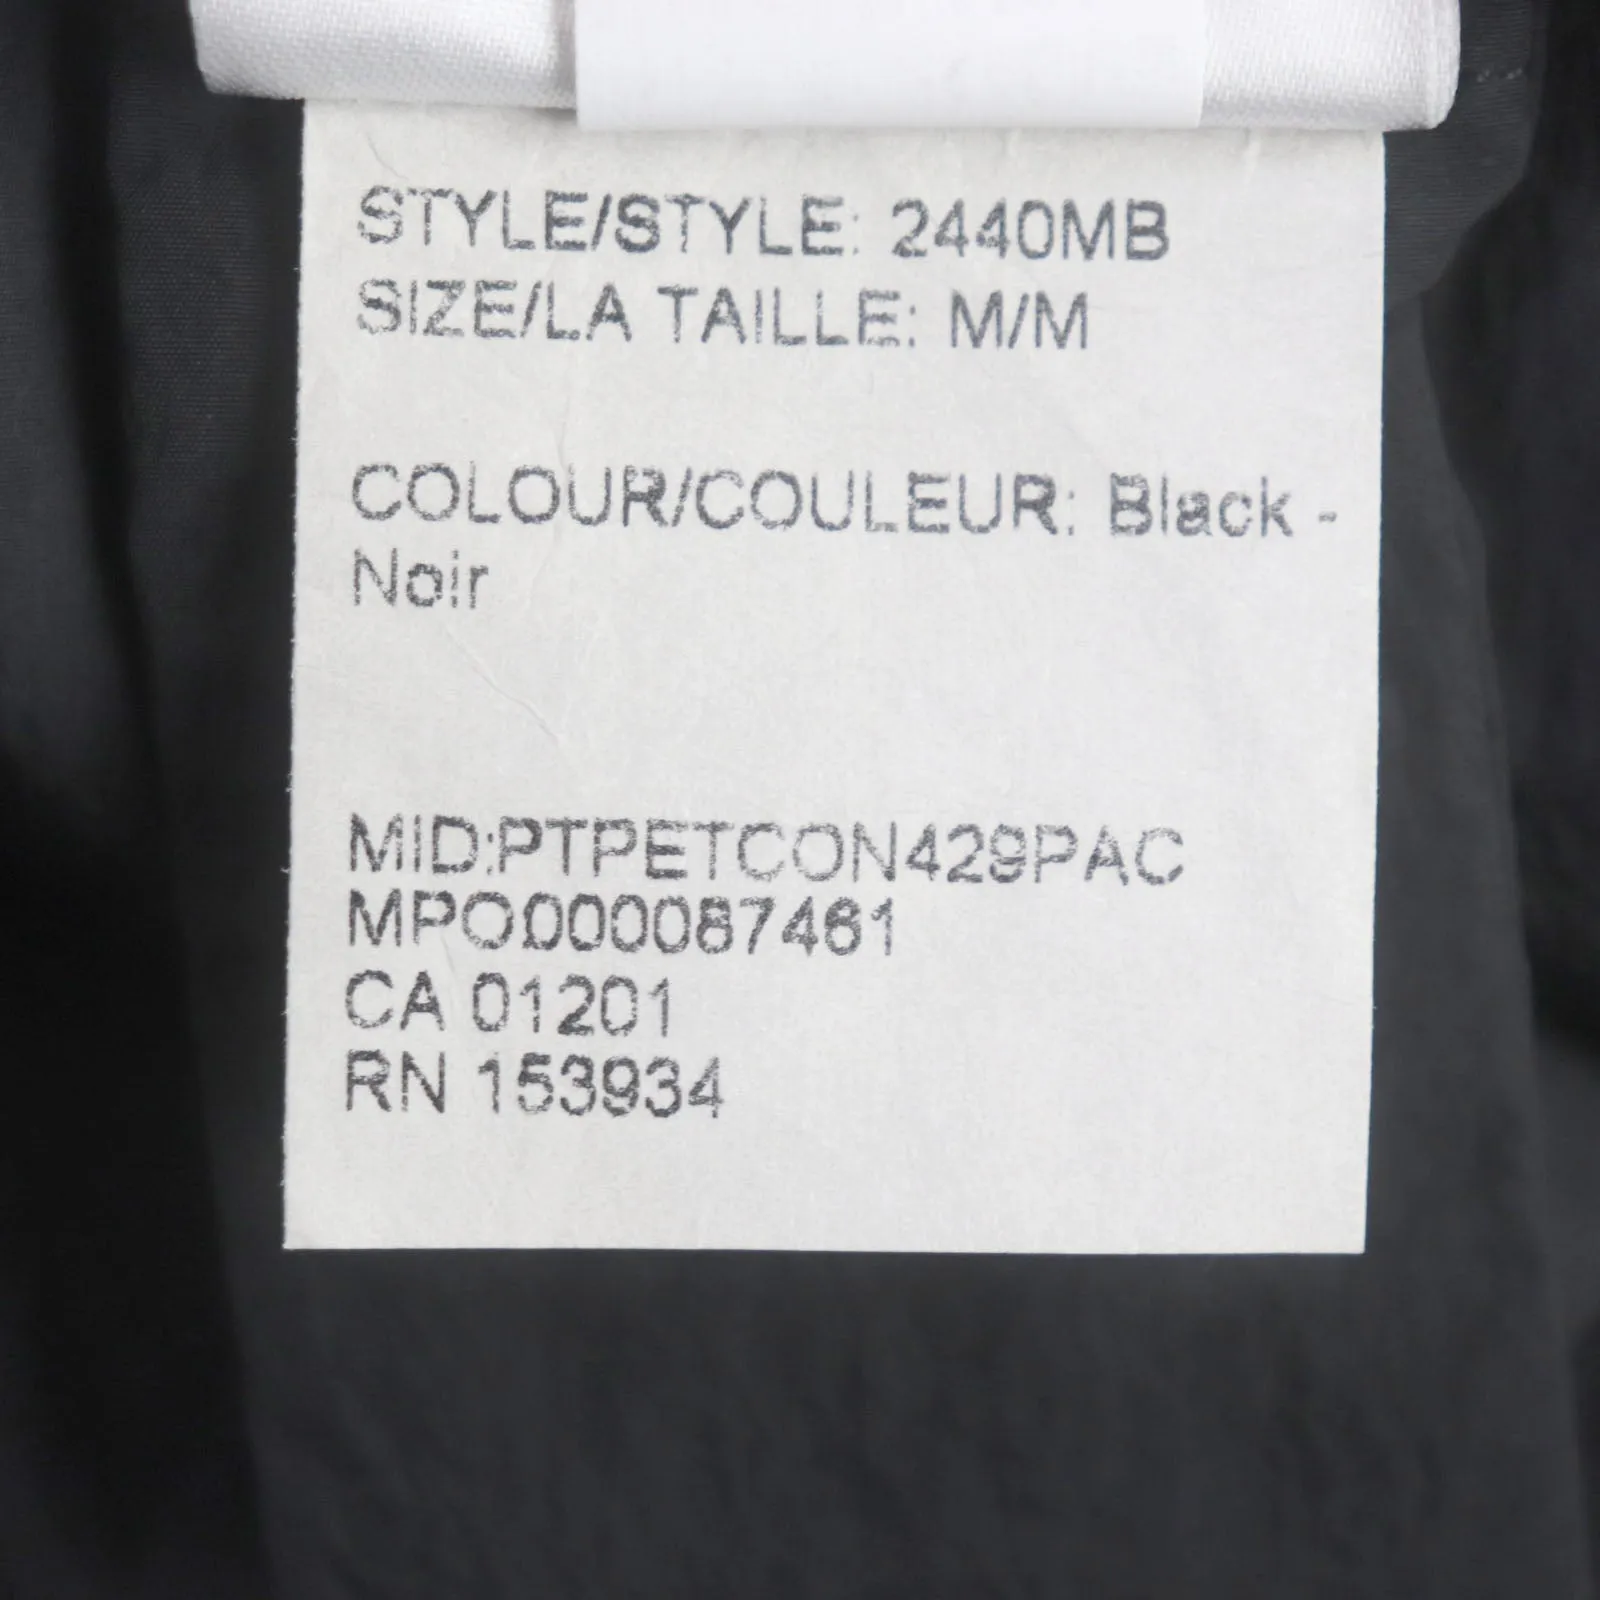 STYLE/STYLE: 2440MB
SIZE/LA TAILLE: M/M
COLOUR/COULEUR: Black -
Noir
MID:PTPETCON429PAC
MPO000087461
CA 01201
RN 153934